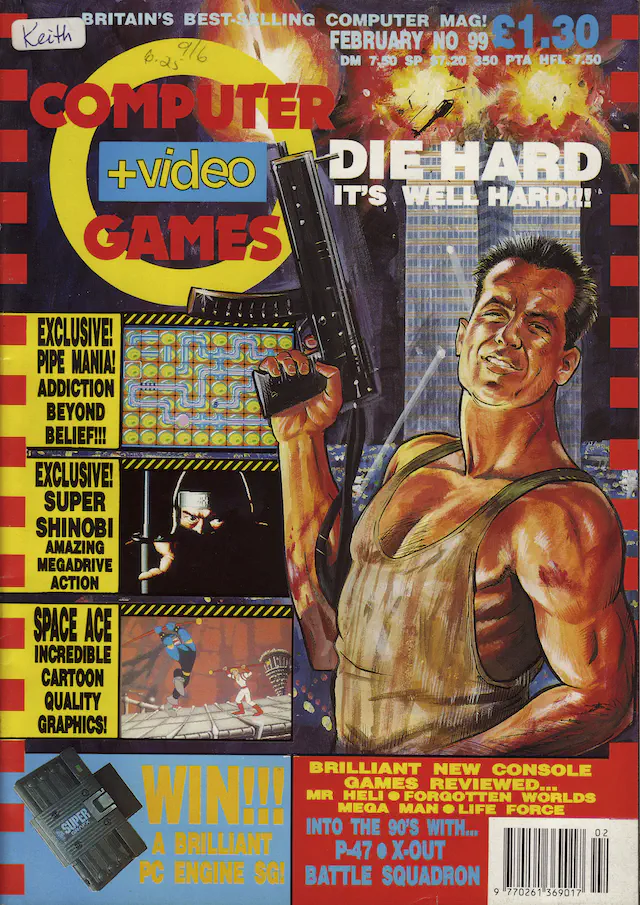 BRITAIN'S BEST-SELLING COMPUTER MAG!
Keith
9/6
FEBRUARY NO 99 £1.30
DM 7.50 SP 67.20 350 PTA HFL 7.50
COMPUTER
+video
GAMES
DIE HARD
IT'S WELL HARD!!!
EXCLUSIVE!
PIPE MANIA!
ADDICTION
BEYOND
BELIEF!!!
EXCLUSIVE!
SUPER
SHINOBI
AMAZING
MEGADRIVE
ACTION
SPACE ACE
INCREDIBLE
CARTOON
QUALITY
GRAPHICS!
SUPER
WIN!!!
A BRILLIANT
PC ENGINE SG!
BRILLIANT NEW CONSOLE
GAMES REVIEWED...
MR HELI • FORGOTTEN WORLDS
MEGA MAN • LIFE FORCE
INTO THE 90'S WITH...
P-47 • X-OUT
BATTLE SQUADRON
02
9 770261 369017